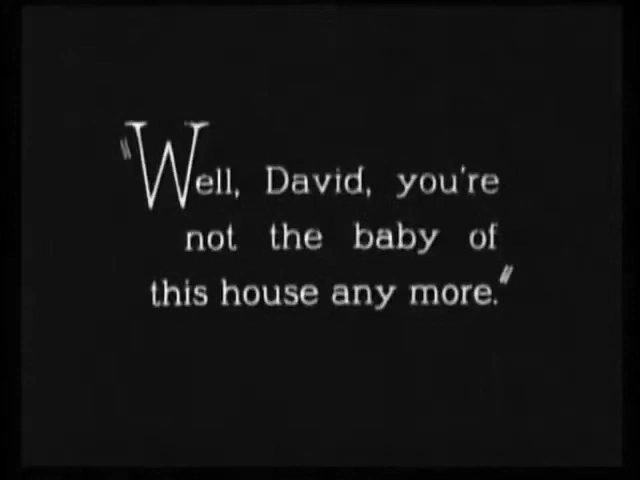 "Well, David, you're
not the baby of
this house any more."